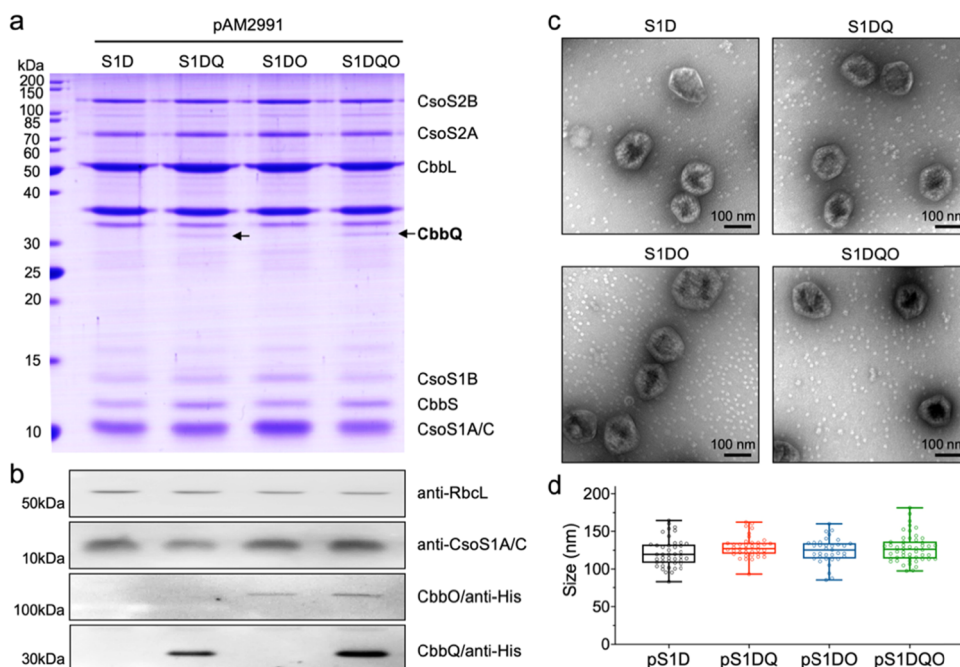 a
pAM2991
kDa
S1D S1DQ S1DO S1DQO
200
150
100
85
70
60
50
40
30
25
20
15
10
CsoS2B
CsoS2A
CbbL
CbbQ
CsoS1B
CbbS
CsoS1A/C
b
50kDa
anti-RbcL
10kDa
anti-CsoS1A/C
100kDa
CbbO/anti-His
30kDa
CbbQ/anti-His
c
S1D
S1DQ
100 nm
100 nm
S1DO
S1DQO
100 nm
100 nm
d
Size (nm)
200
150
100
50
0
pS1D pS1DQ pS1DO pS1DQO